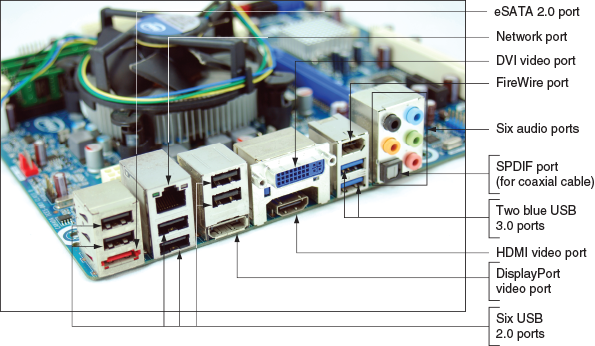 eSATA 2.0 port
Network port
DVI video port
FireWire port
Six audio ports
SPDIF port
(for coaxial cable)
Two blue USB
3.0 ports
HDMI video port
DisplayPort
video port
Six USB
2.0 ports